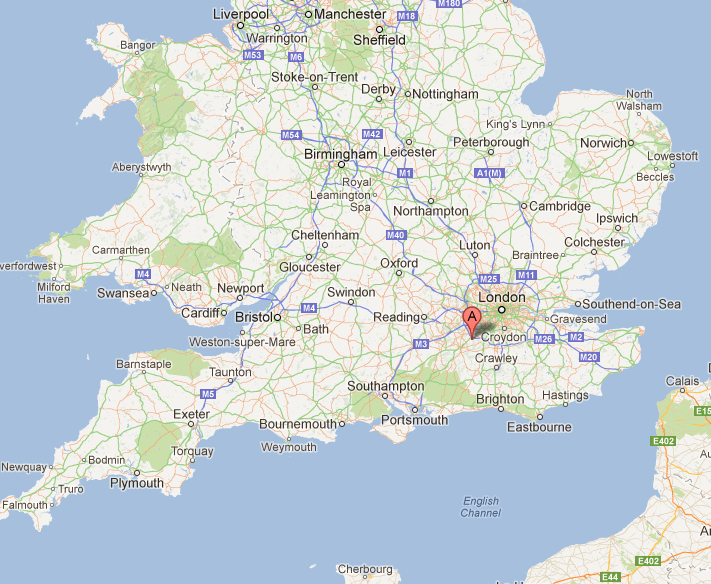 M180
M18
Liverpool
Manchester
Warrington
Sheffield
Bangor
M53
M6
Stoke-on-Trent
Derby
Nottingham
North
Walsham
King's Lynn
M54
M42
Birmingham
Leicester
Peterborough
Norwich
Lowestoft
Beccles
Aberystwyth
M1
A1(M)
Royal
Leamington
Spa
Northampton
Cambridge
Ipswich
Cheltenham
M40
Luton
Braintree
Colchester
Carmarthen
Gloucester
Oxford
verfordwest
Milford
Haven
M4
Neath
Swansea
Newport
Swindon
M25
M11
London
Southend-on-Sea
Cardiff
Bristol
M4
Reading
A
Gravesend
Bath
Weston-super-Mare
Croydon
M26
M2
M3
M20
Crawley
Barnstaple
Taunton
Southampton
M5
Brighton
Hastings
Calais
E15
Exeter
Bournemouth
Portsmouth
Eastbourne
Weymouth
E402
Torquay
Newquay
Bodmin
Plymouth
Truro
Falmouth
English
Channel
E402
Cherbourg
E44